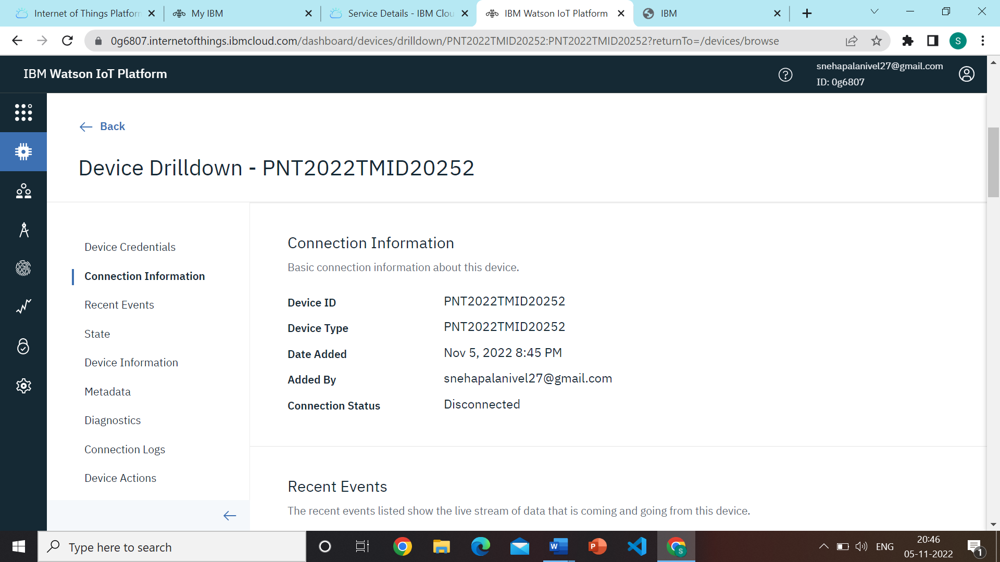 Internet of Things Platform
My IBM
Service Details - IBM Clou
IBM Watson IoT Platform
IBM
0g6807.internetofthings.ibmcloud.com/dashboard/devices/drilldown/PNT2022TMID20252:PNT2022TMID20252?returnTo=/devices/browse
S
IBM Watson IoT Platform
snehapalanivel27@gmail.com
ID: 0g6807
Back
Device Drilldown - PNT2022TMID20252
Device Credentials
Connection Information
Recent Events
State
Device Information
Metadata
Diagnostics
Connection Logs
Device Actions
Connection Information
Basic connection information about this device.
Device ID PNT2022TMID20252
Device Type PNT2022TMID20252
Date Added Nov 5, 2022 8:45 PM
Added By snehapalanivel27@gmail.com
Connection Status Disconnected
Recent Events
The recent events listed show the live stream of data that is coming and going from this device.
Type here to search
W
P
S
ENG
20:46
05-11-2022
1